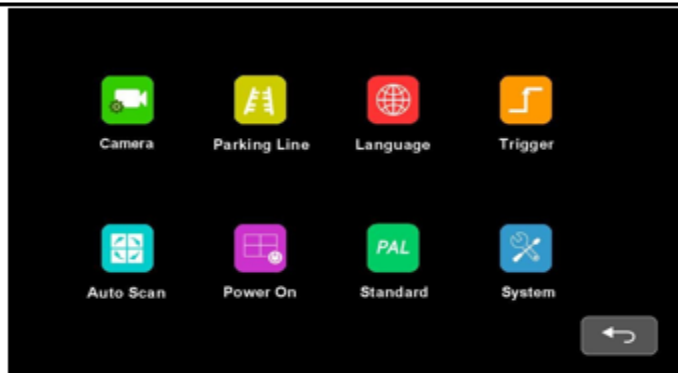 Camera
Parking Line
Language
Trigger
PAL
Auto Scan
Power On
Standard
System